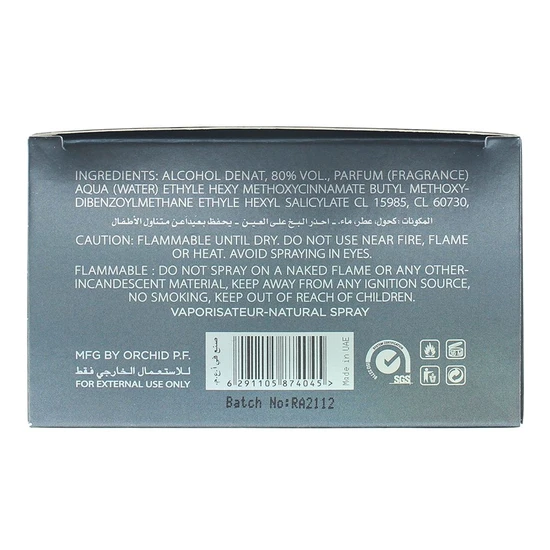 INGREDIENTS: ALCOHOL DENAT, 80% VOL., PARFUM (FRAGRANCE)
AQUA (WATER) ETHYLE HEXY METHOXYCINNAMATE BUTYL METHOXY-
DIBENZOYLMETHANE ETHYLE HEXYL SALICYLATE CL 15985, CL 60730,
المكونات: كحول، عطر، ماء. - احذر البخ على العين - يحفظ بعيدا عن متناول الأطفال
CAUTION: FLAMMABLE UNTIL DRY. DO NOT USE NEAR FIRE, FLAME
OR HEAT. AVOID SPRAYING IN EYES.
FLAMMABLE : DO NOT SPRAY ON A NAKED FLAME OR ANY OTHER-
INCANDESCENT MATERIAL, KEEP AWAY FROM ANY IGNITION SOURCE,
NO SMOKING, KEEP OUT OF REACH OF CHILDREN.
VAPORISATEUR-NATURAL SPRAY
MFG BY ORCHID P.F.
للاستعمال الخارجي فقط
FOR EXTERNAL USE ONLY
صنع في أ.ع.م.
6 291105 874045 >
Made in UAE
SGS
Batch No:RA2112